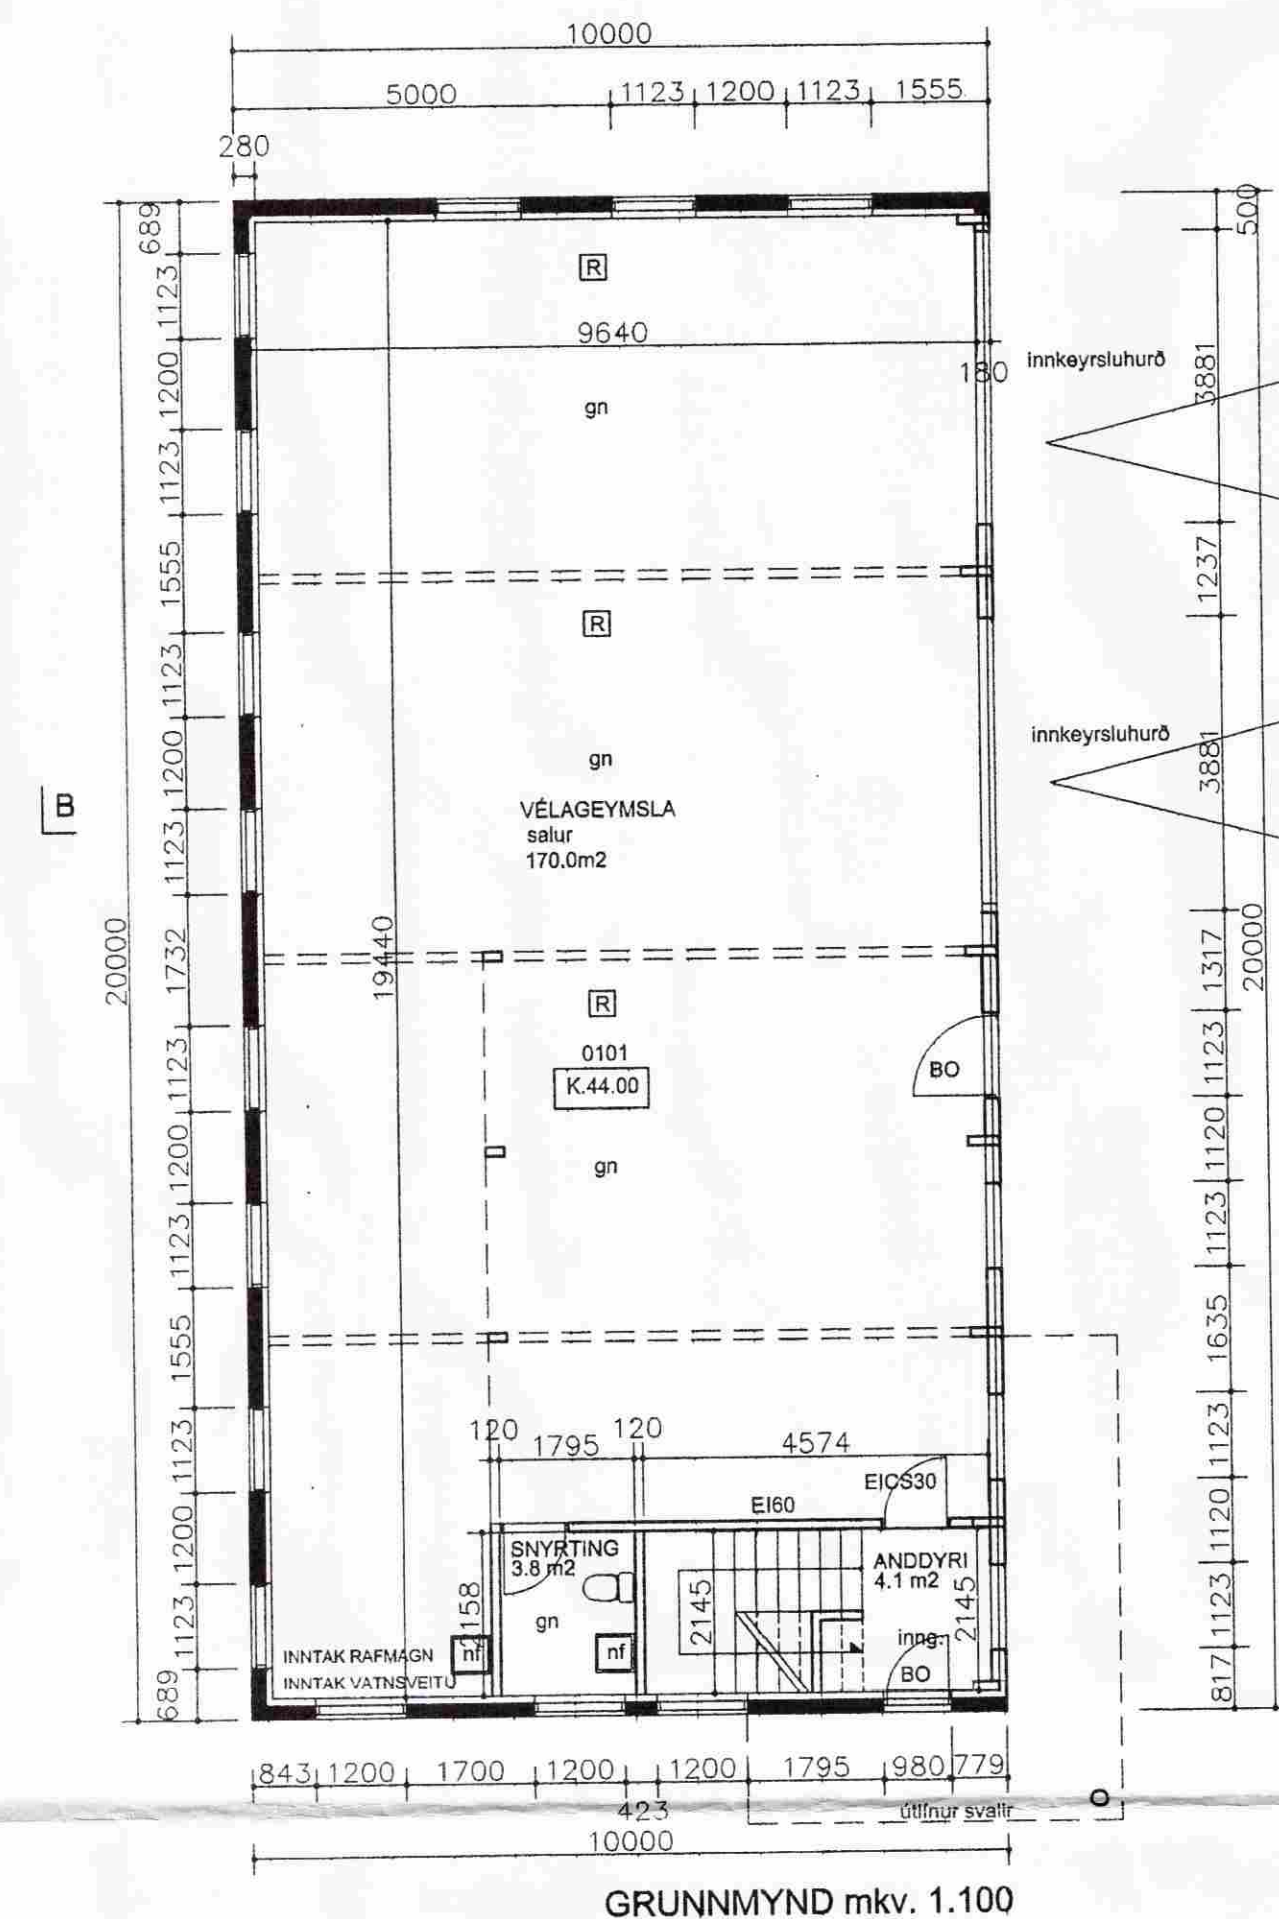 10000
5000
1123
1200
1123
1555
280
689
1123
1200
1123
1555
1123
1200
1123
1732
1123
1200
1123
1555
1123
1200
1123
689
20000
B
R
9640
180
gn
R
gn
VÉLAGEYMSLA
salur
170.0m2
19440
R
0101
K.44.00
gn
BO
innkeyrsluhurð
innkeyrsluhurð
500
3881
1237
3881
1317
1123
1120
1123
1635
1123
1120
1123
817
20000
120
1795
120
4574
EICS30
EI60
SNYRTING
3.8 m2
ANDDYRI
4.1 m2
2158
2145
2145
gn
inng.
BO
nf
nf
INNTAK RAFMAGN
INNTAK VATNSVEITU
843
1200
1700
1200
1200
1795
980
779
423
útlínur svalir
10000
GRUNNMYND mkv. 1.100